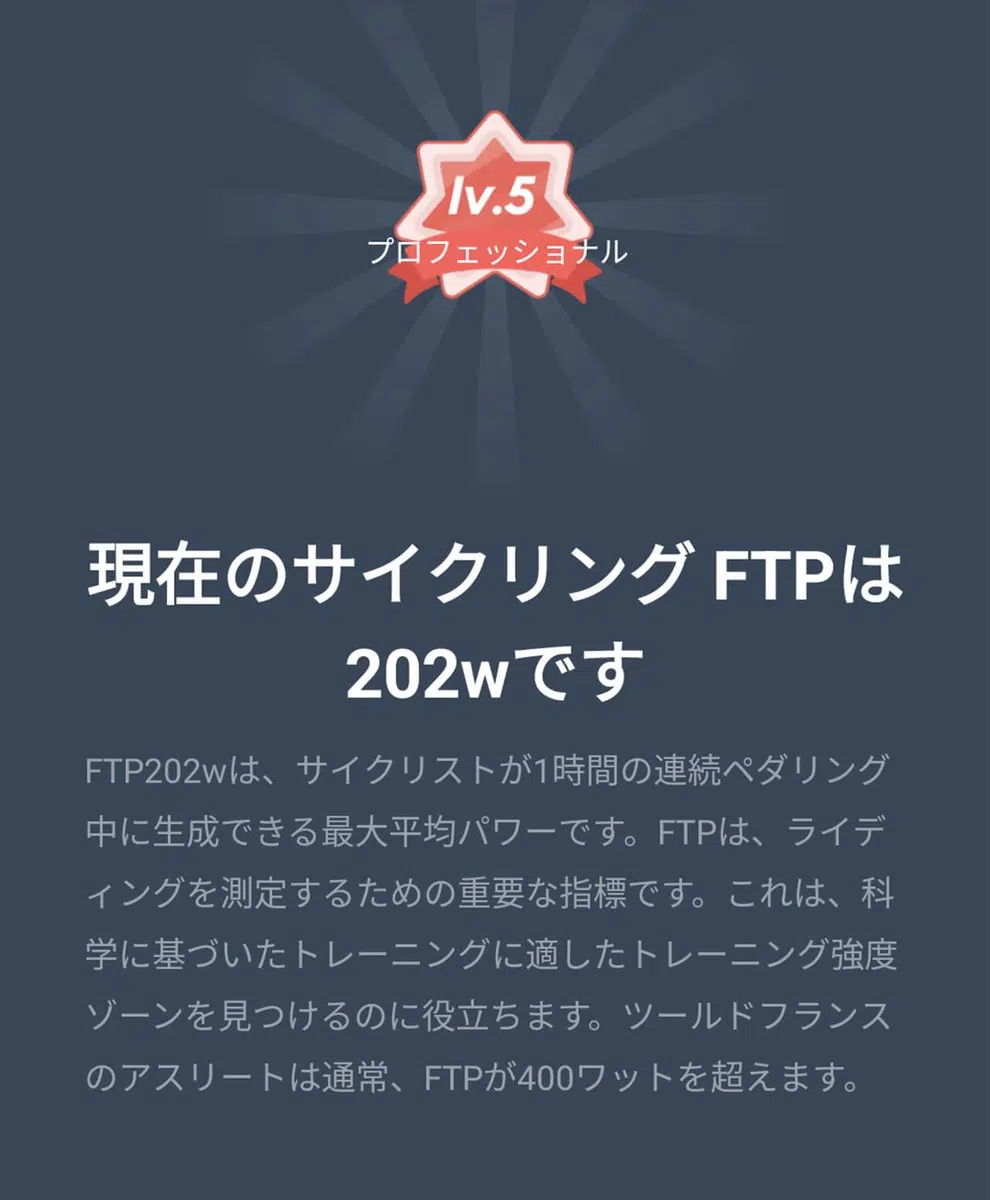 lv.5
プロフェッショナル
現在のサイクリング FTPは
202wです
FTP202wは、サイクリストが1時間の連続ペダリング
中に生成できる最大平均パワーです。FTPは、ライデ
ィングを測定するための重要な指標です。これは、科
学に基づいたトレーニングに適したトレーニング強度
ゾーンを見つけるのに役立ちます。ツールドフランス
のアスリートは通常、FTPが400ワットを超えます。